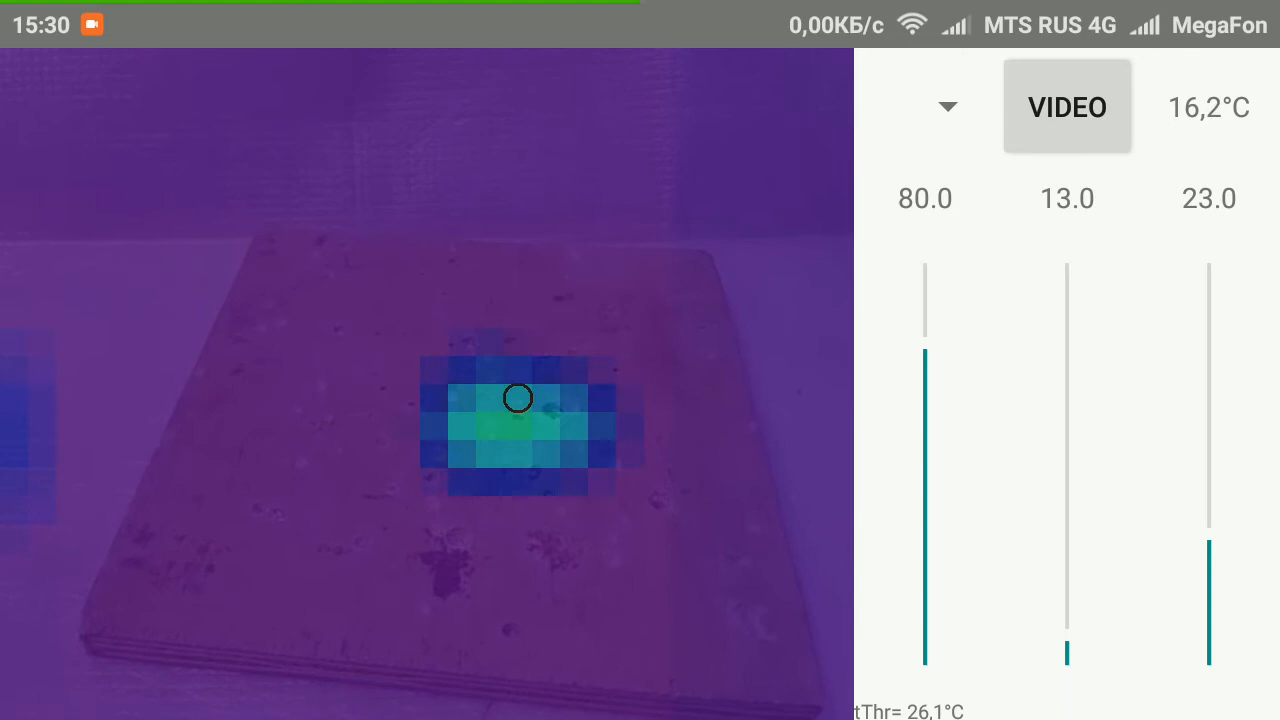 15:30 0,00КБ/с MTS RUS 4G MegaFon
VIDEO 16,2°C
80.0 13.0 23.0
tThr= 26,1°C